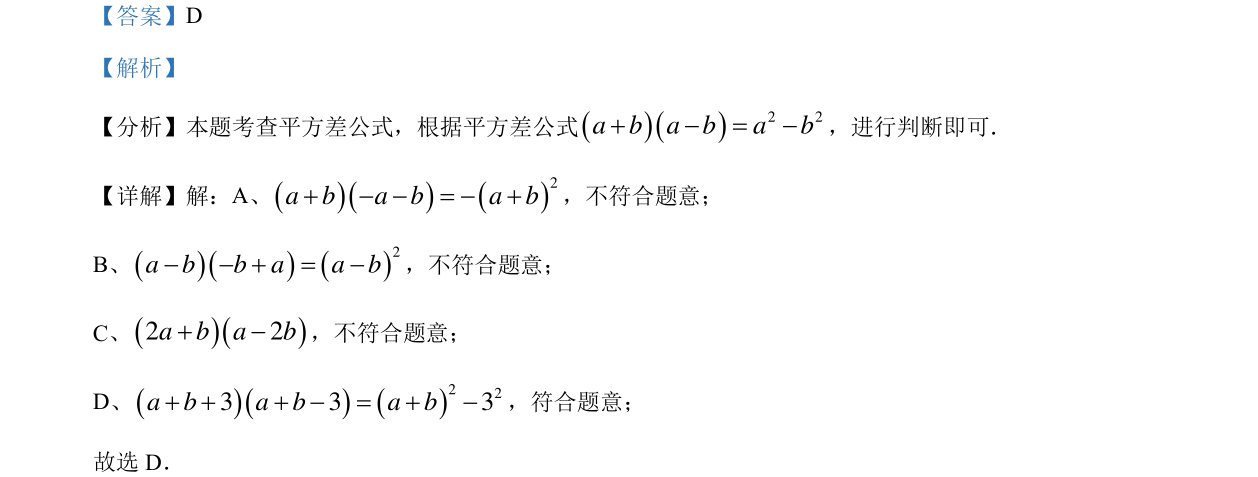 【答案】D
【解析】
【分析】本题考查平方差公式，根据平方差公式(a+b)(a−b)=a²−b²，进行判断即可．
【详解】解：A、(a+b)(−a−b)=−(a+b)²，不符合题意；
B、(a−b)(−b+a)=(a−b)²，不符合题意；
C、(2a+b)(a−2b)，不符合题意；
D、(a+b+3)(a+b−3)=(a+b)²−3²，符合题意；
故选 D．